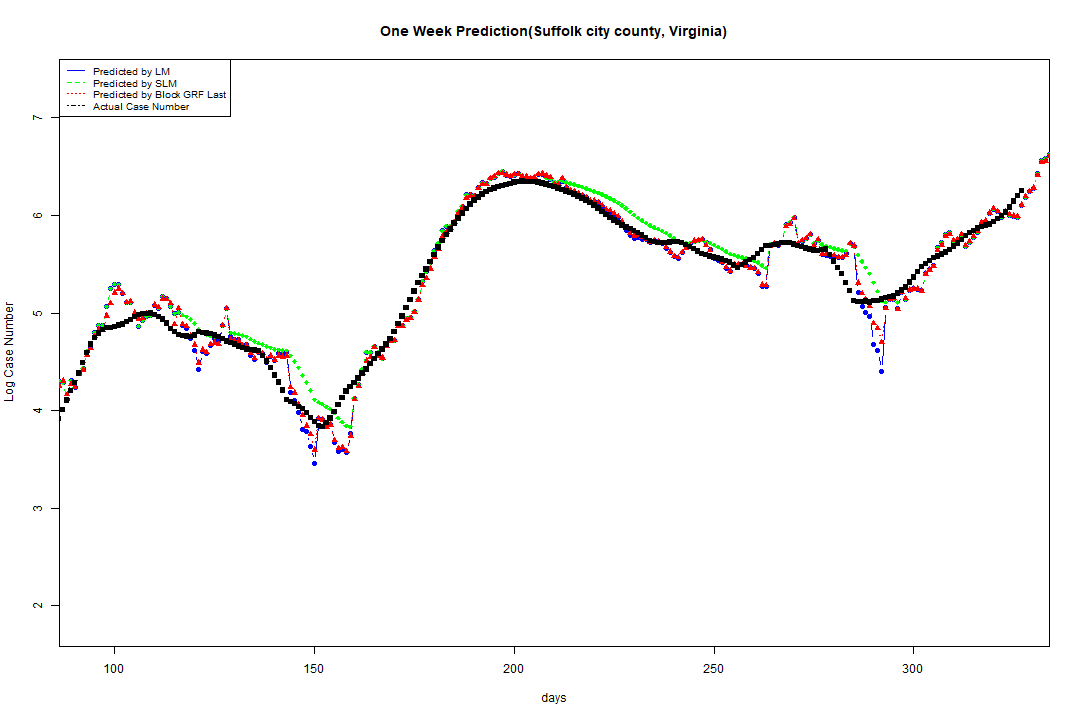 One Week Prediction(Suffolk city county, Virginia)
Predicted by LM
Predicted by SLM
Predicted by Block GRF Last
Actual Case Number
Log Case Number
7
6
5
4
3
2
100 150 200 250 300
days